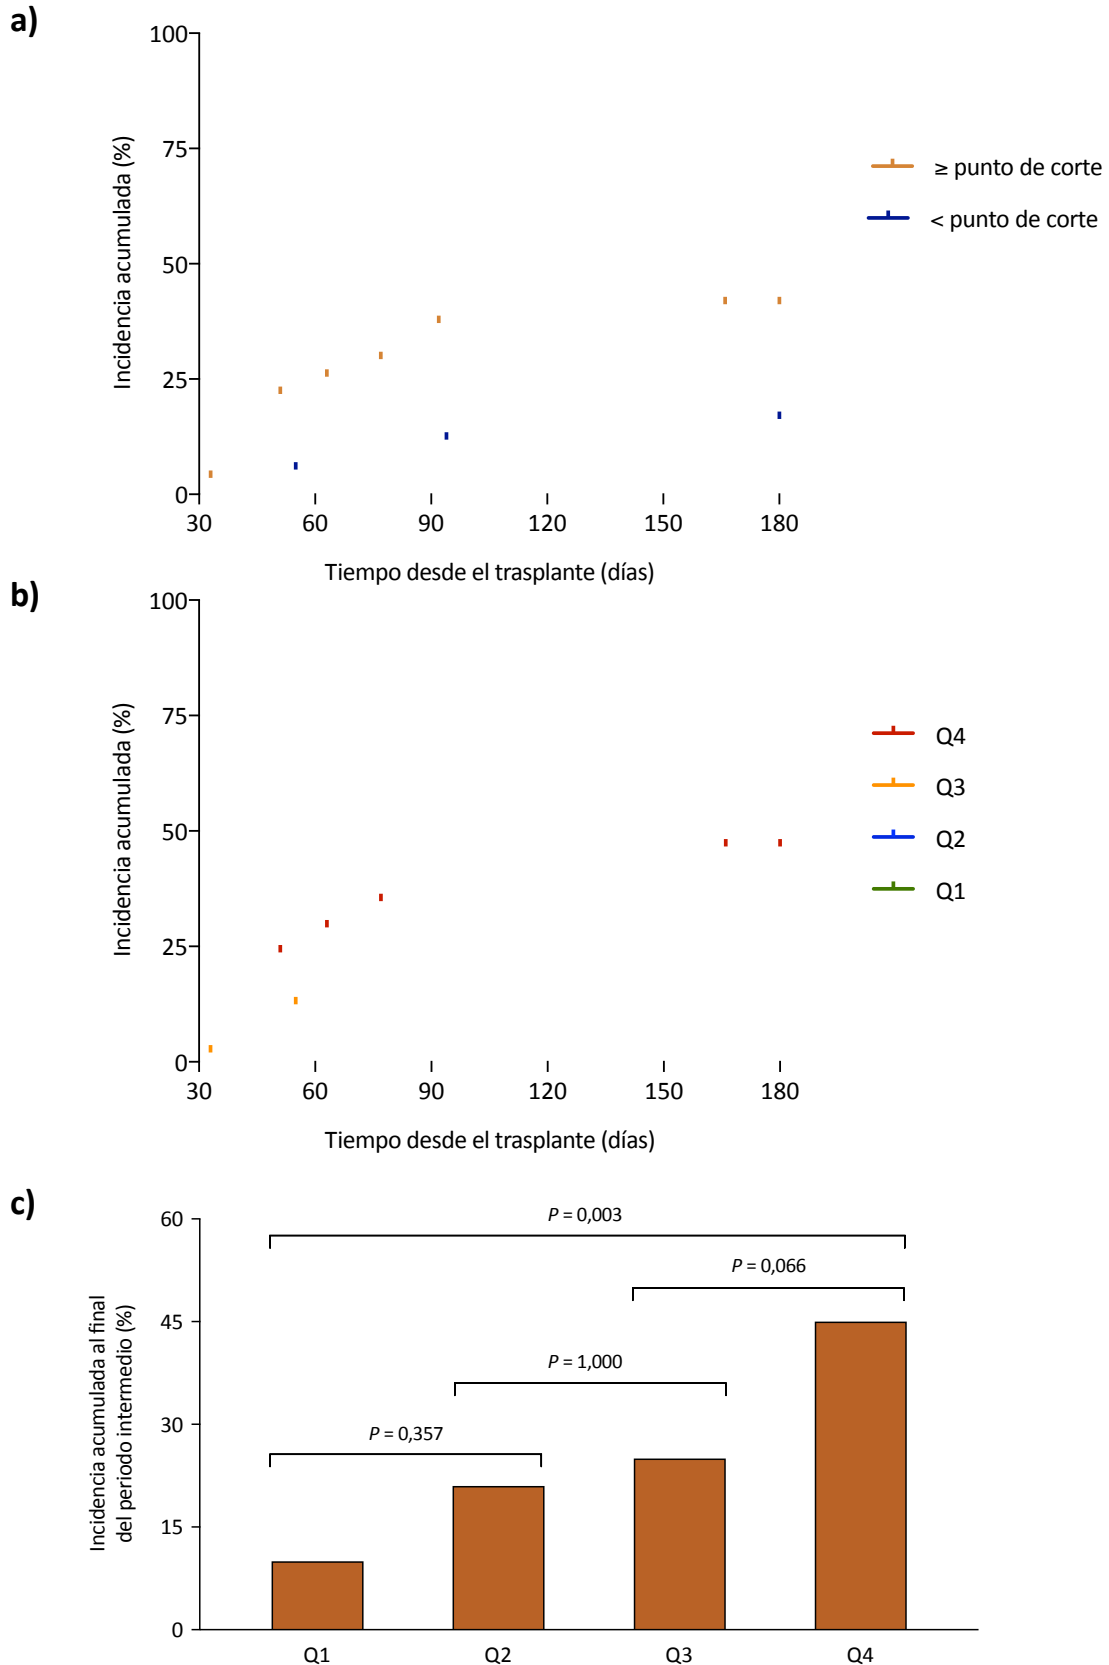 a)
100
75
50
25
0
Incidencia acumulada (%)
30 60 90 120 150 180
Tiempo desde el trasplante (días)
≥ punto de corte
< punto de corte
b)
100
75
50
25
0
Incidencia acumulada (%)
30 60 90 120 150 180
Tiempo desde el trasplante (días)
Q4
Q3
Q2
Q1
c)
60
45
30
15
0
Incidencia acumulada al final
del periodo intermedio (%)
P = 0,003
P = 0,066
P = 1,000
P = 0,357
Q1 Q2 Q3 Q4